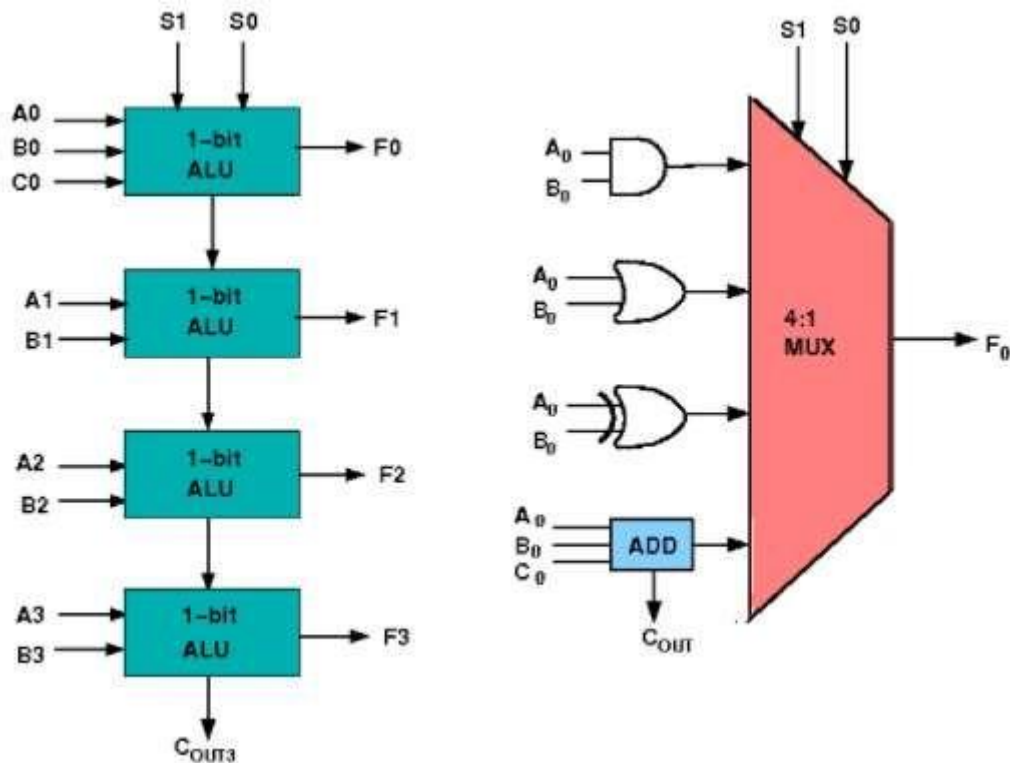 S1 S0
A0
B0
C0
1-bit
ALU
F0
A1
B1
1-bit
ALU
F1
A2
B2
1-bit
ALU
F2
A3
B3
1-bit
ALU
F3
COUT3
S1 S0
A0
B0
A0
B0
A0
B0
A0
B0
C0
ADD
COUT
4:1
MUX
F0